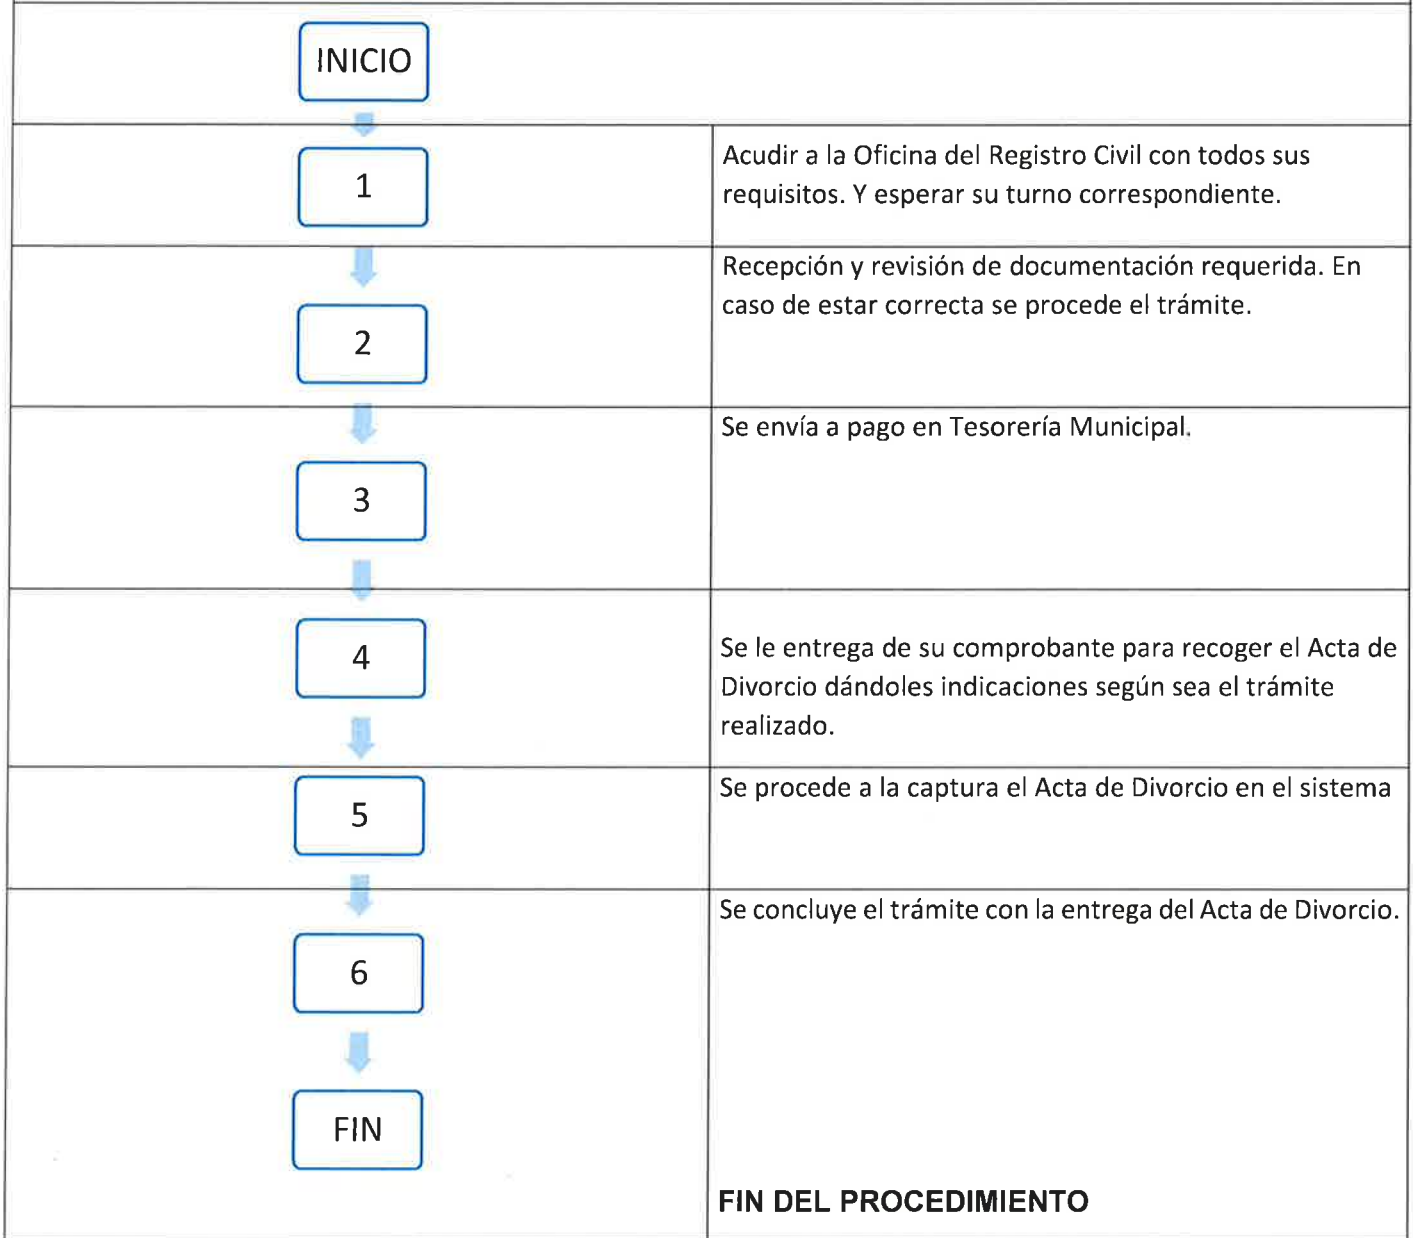 INICIO
1
Acudir a la Oficina del Registro Civil con todos sus
requisitos. Y esperar su turno correspondiente.
2
Recepción y revisión de documentación requerida. En
caso de estar correcta se procede el trámite.
3
Se envía a pago en Tesorería Municipal.
4
Se le entrega de su comprobante para recoger el Acta de
Divorcio dándoles indicaciones según sea el trámite
realizado.
5
Se procede a la captura el Acta de Divorcio en el sistema
6
Se concluye el trámite con la entrega del Acta de Divorcio.
FIN
FIN DEL PROCEDIMIENTO